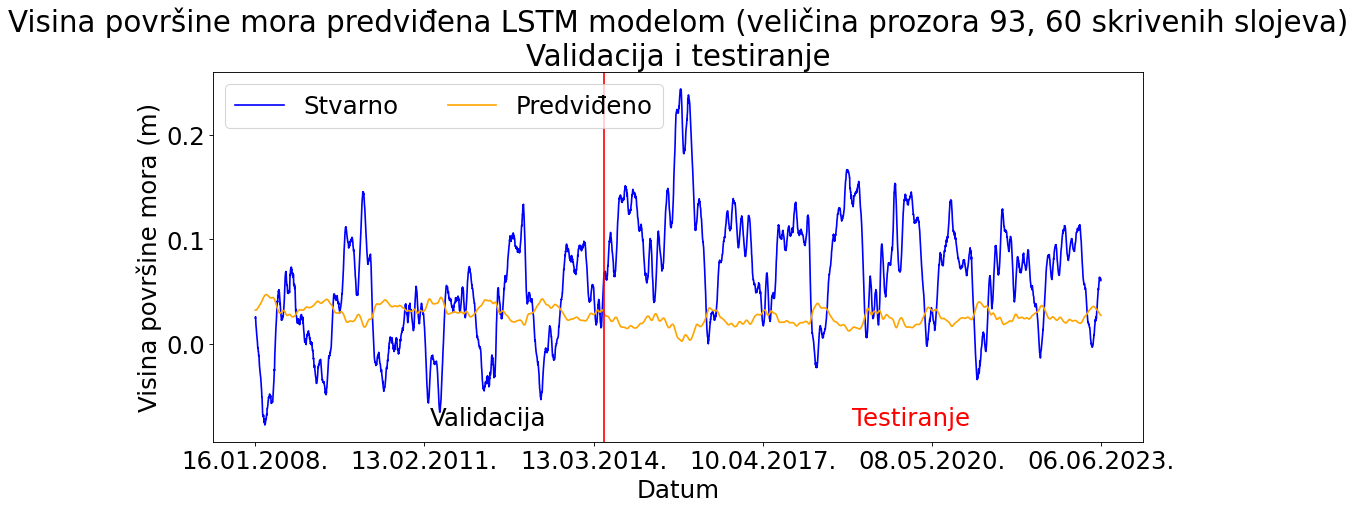 Visina površine mora predviđena LSTM modelom (veličina prozora 93, 60 skrivenih slojeva)
Validacija i testiranje
Stvarno
Predviđeno
Visina površine mora (m)
0.2
0.1
0.0
Validacija
Testiranje
16.01.2008.
13.02.2011.
13.03.2014.
10.04.2017.
08.05.2020.
06.06.2023.
Datum